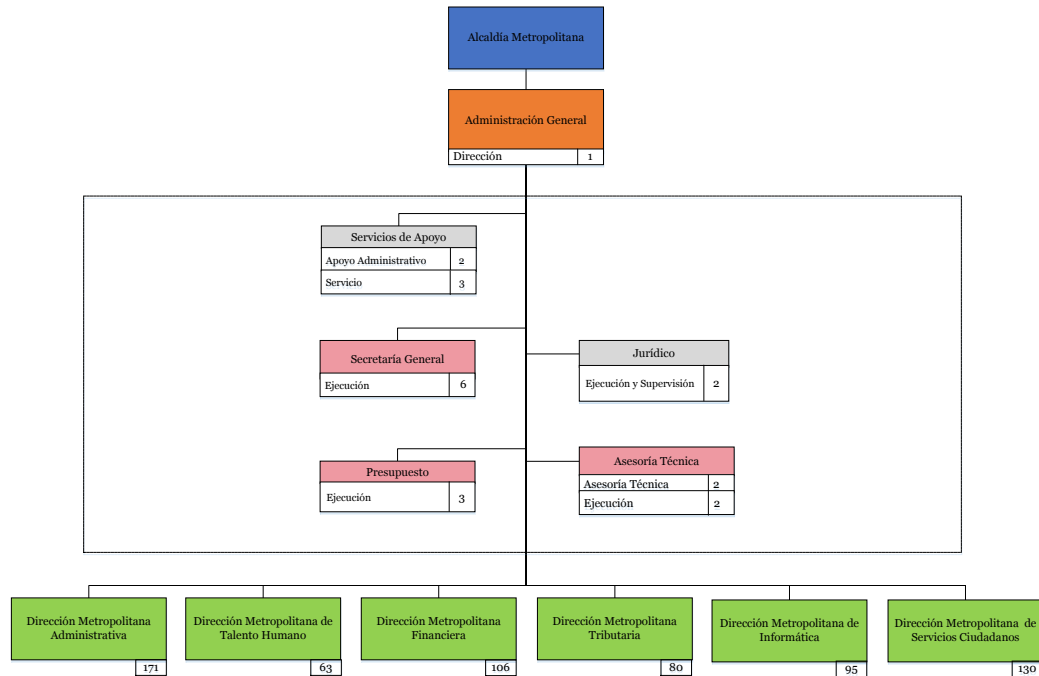 Alcaldía Metropolitana
Administración General
Dirección 1
Servicios de Apoyo
Apoyo Administrativo 2
Servicio 3
Secretaría General
Ejecución 6
Jurídico
Ejecución y Supervisión 2
Presupuesto
Ejecución 3
Asesoría Técnica
Asesoría Técnica 2
Ejecución 2
Dirección Metropolitana
Administrativa
171
Dirección Metropolitana de
Talento Humano
63
Dirección Metropolitana
Financiera
106
Dirección Metropolitana
Tributaria
80
Dirección Metropolitana de
Informática
95
Dirección Metropolitana de
Servicios Ciudadanos
130